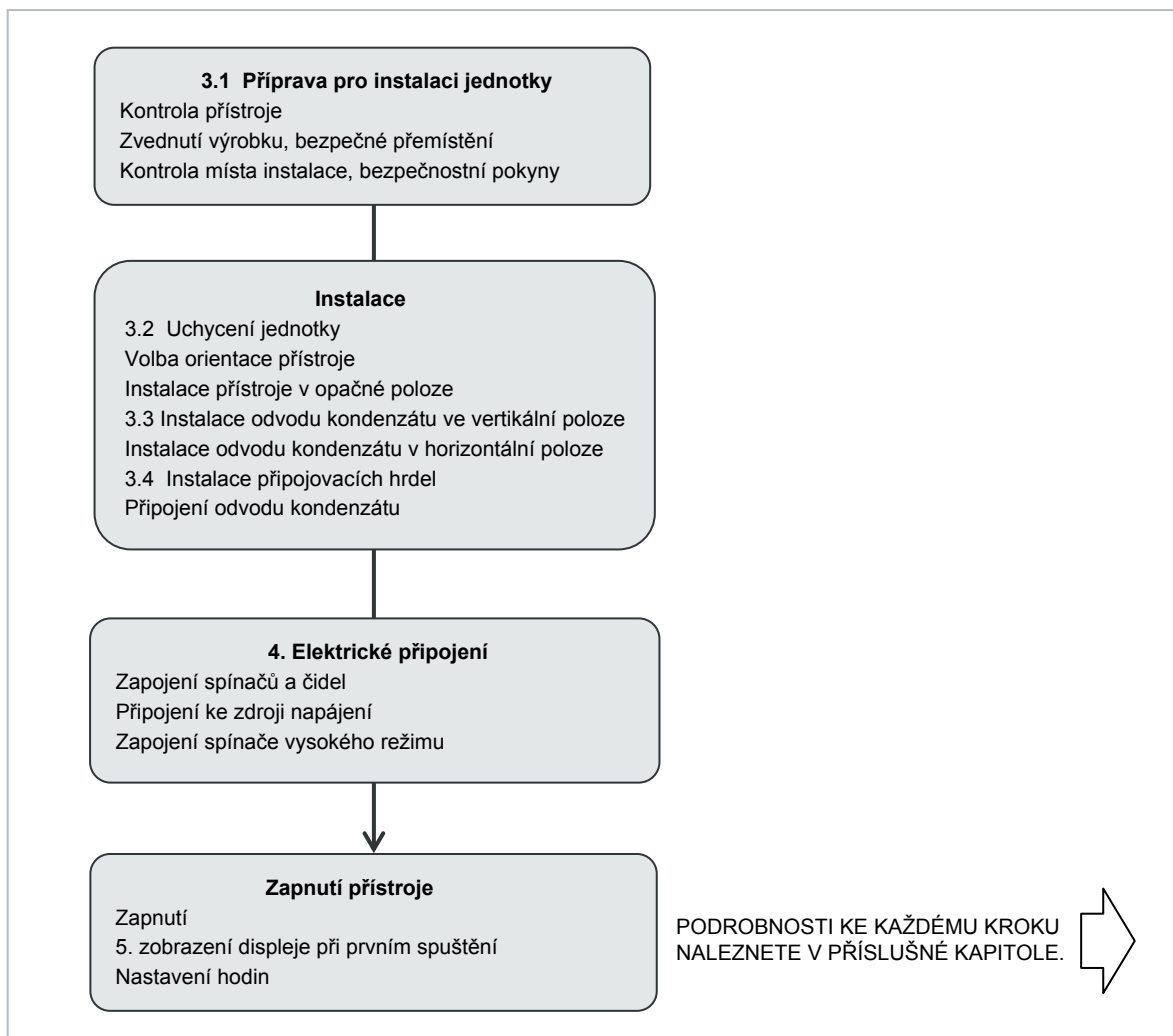 3.1 Příprava pro instalaci jednotky
Kontrola přístroje
Zvednutí výrobku, bezpečné přemístění
Kontrola místa instalace, bezpečnostní pokyny
Instalace
3.2 Uchycení jednotky
Volba orientace přístroje
Instalace přístroje v opačné poloze
3.3 Instalace odvodu kondenzátu ve vertikální poloze
Instalace odvodu kondenzátu v horizontální poloze
3.4 Instalace připojovacích hrdel
Připojení odvodu kondenzátu
4. Elektrické připojení
Zapojení spínačů a čidel
Připojení ke zdroji napájení
Zapojení spínače vysokého režimu
Zapnutí přístroje
Zapnutí
5. zobrazení displeje při prvním spuštění
Nastavení hodin
PODROBNOSTI KE KAŽDÉMU KROKU
NALEZNETE V PŘÍSLUŠNÉ KAPITOLE.